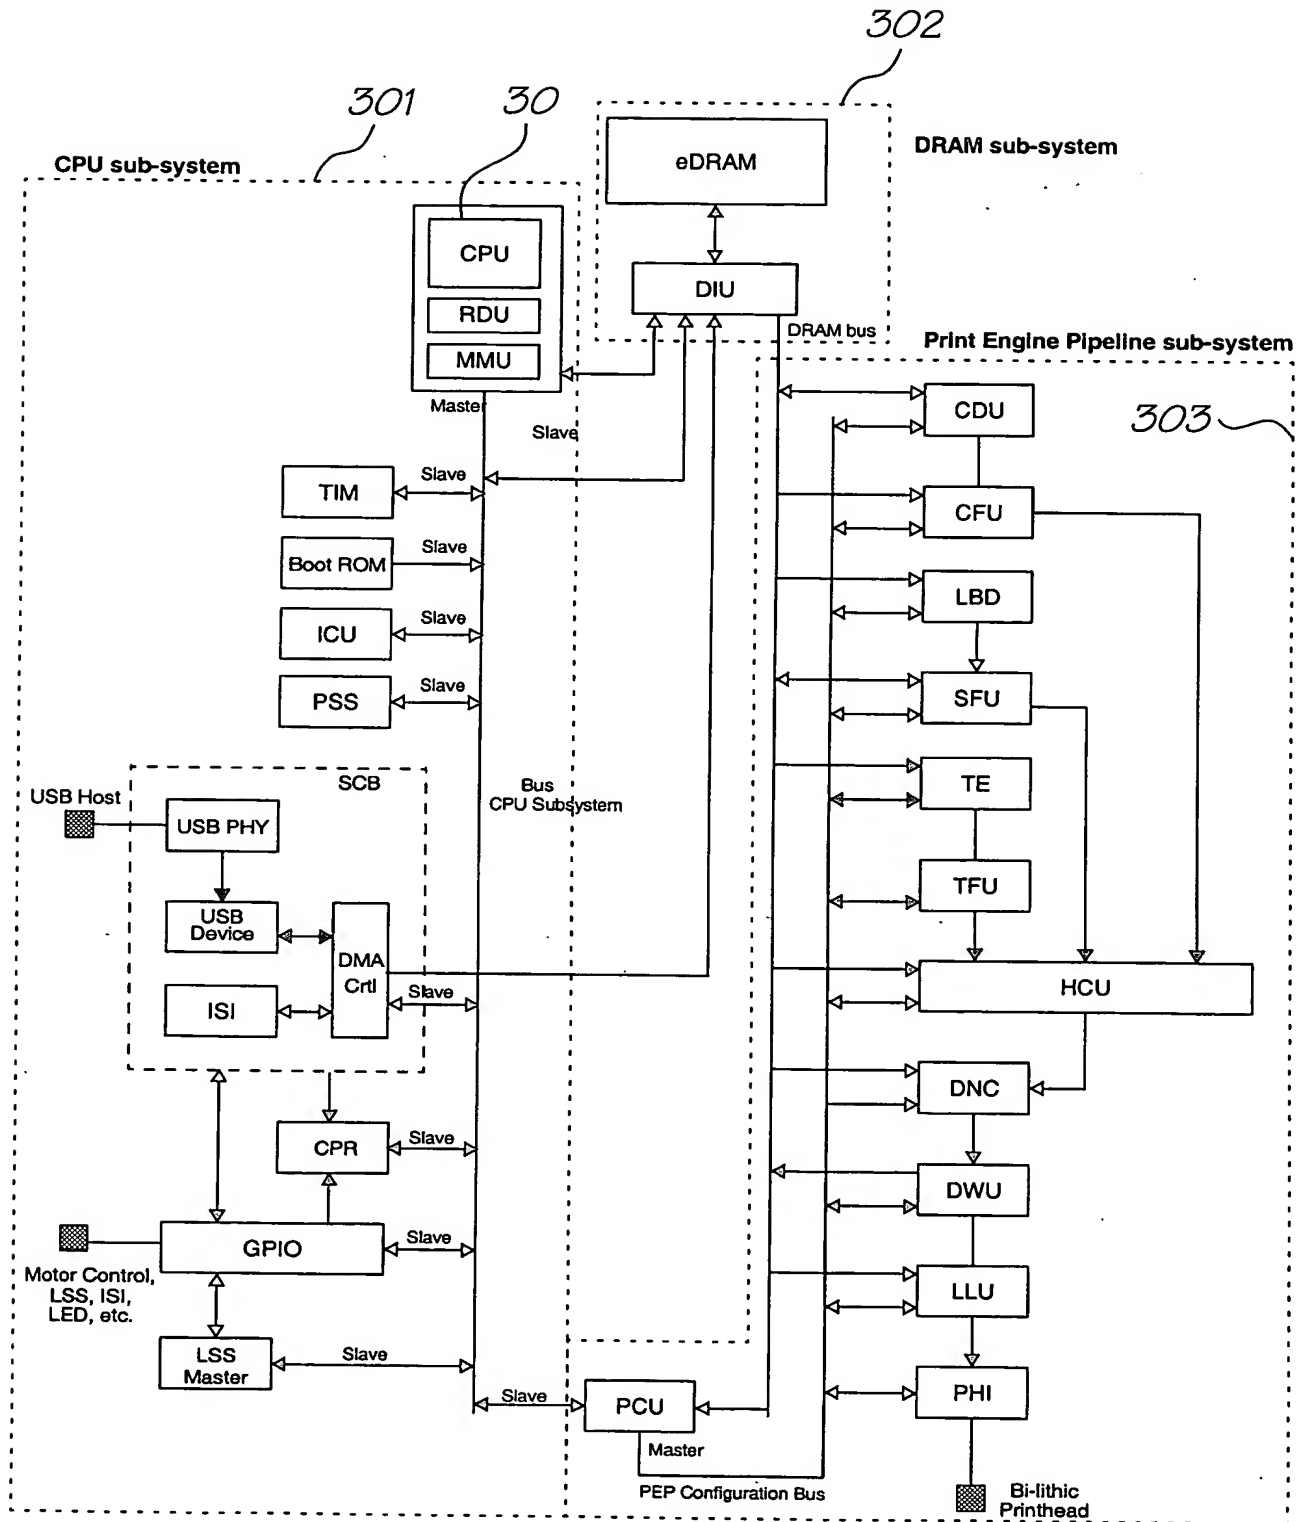 302
301
30
CPU sub-system
DRAM sub-system
eDRAM
CPU
RDU
MMU
DIU
DRAM bus
Print Engine Pipeline sub-system
303
Master
Slave
CDU
TIM
Slave
CFU
Boot ROM
Slave
LBD
ICU
Slave
PSS
Slave
SFU
SCB
Bus
CPU Subsystem
TE
USB Host
USB PHY
TFU
USB
Device
DMA
Crtl
Slave
ISI
HCU
DNC
CPR
Slave
DWU
GPIO
Slave
Motor Control,
LSS, ISI,
LED, etc.
LLU
LSS
Master
Slave
PHI
Slave
PCU
Master
PEP Configuration Bus
Bi-lithic
Printhead